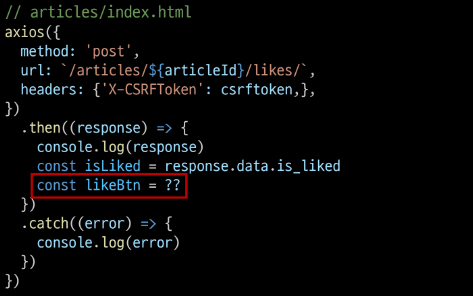 // articles/index.html
axios({
  method: 'post',
  url: `/articles/${articleId}/likes/`,
  headers: {'X-CSRFToken': csrftoken,},
})
  .then((response) => {
    console.log(response)
    const isLiked = response.data.is_liked
    const likeBtn = ??
  })
  .catch((error) => {
    console.log(error)
  })
})